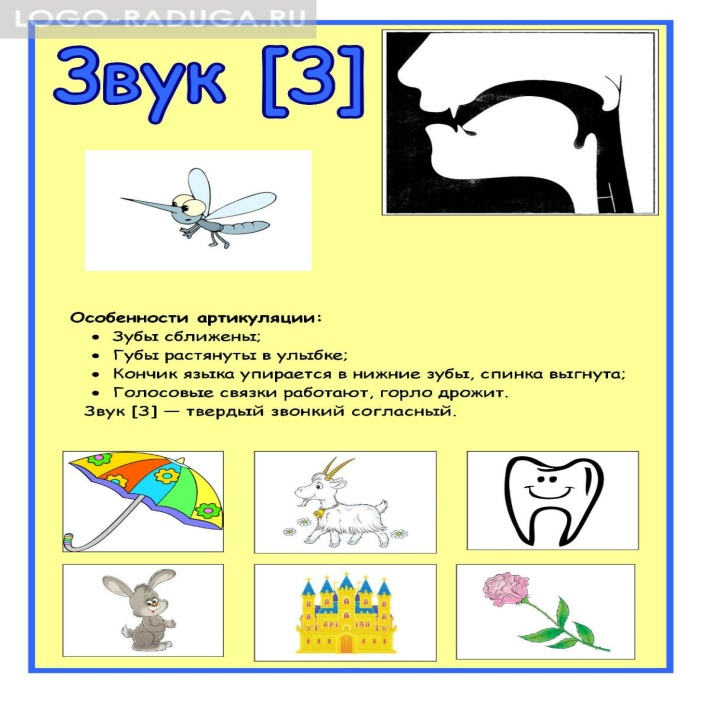 LOGO-RADUGA.RU
Звук [З]
Особенности артикуляции:
• Зубы сближены;
• Губы растянуты в улыбке;
• Кончик языка упирается в нижние зубы, спинка выгнута;
• Голосовые связки работают, горло дрожит.
Звук [З] — твердый звонкий согласный.